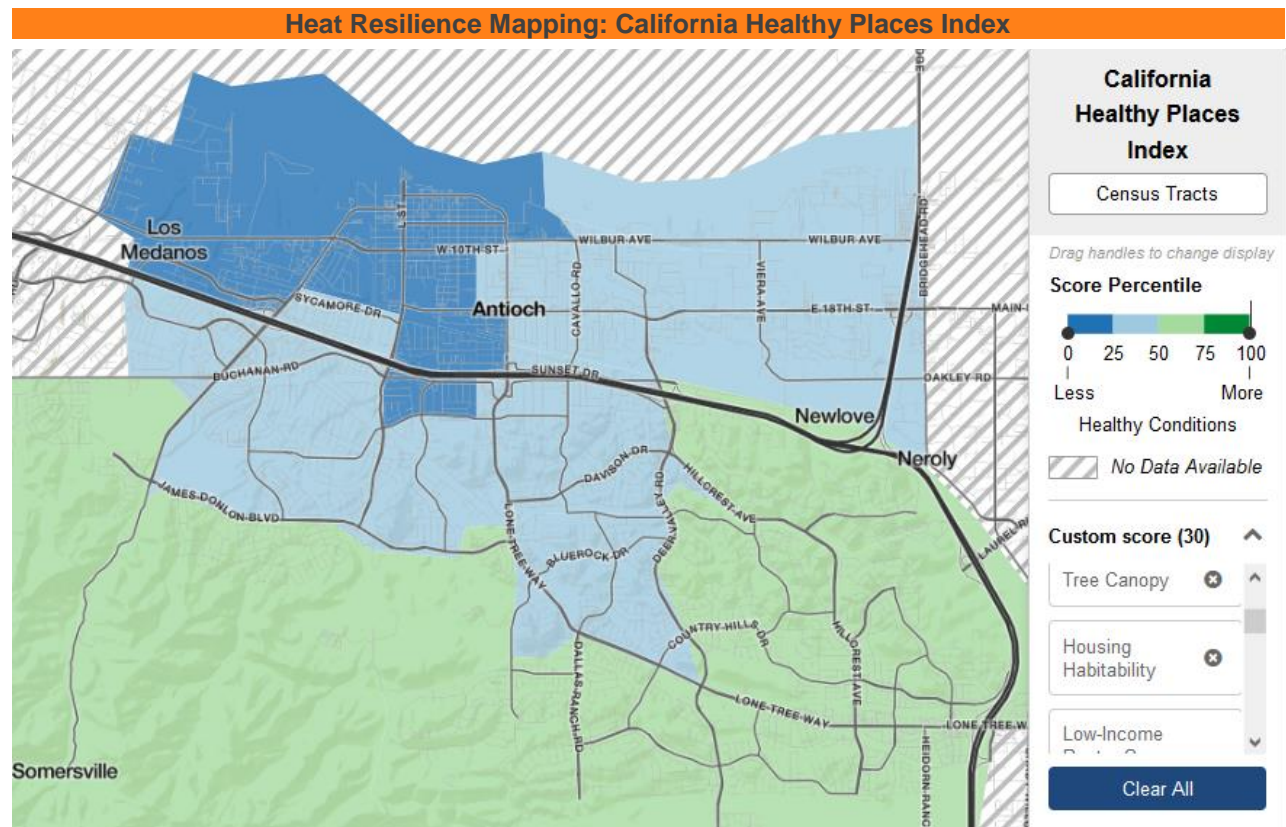 Heat Resilience Mapping: California Healthy Places Index
Los
Medanos
L ST
W 10TH ST
WILBUR AVE
WILBUR AVE
BRIDGEHEAD RD
CAVALLO RD
VIERA AVE
SYCAMORE DR
Antioch
E 18TH ST
MAIN
BUCHANAN RD
SUNSET DR
OAKLEY RD
Newlove
Neroly
DAVISON DR
HILLCREST AVE
JAMES DONLON BLVD
LONE TREE WAY
DEER VALLEY RD
BLUEROCK DR
LAUREL R
COUNTRY HILLS DR
HILLCREST AVE
DALLAS RANCH RD
LONE TREE WAY
LONE TREE W
HEIDORN RANC
Somersville
California
Healthy Places
Index
Census Tracts
Drag handles to change display
Score Percentile
0 25 50 75 100
Less More
Healthy Conditions
No Data Available
Custom score (30)
Tree Canopy
Housing
Habitability
Low-Income
Clear All